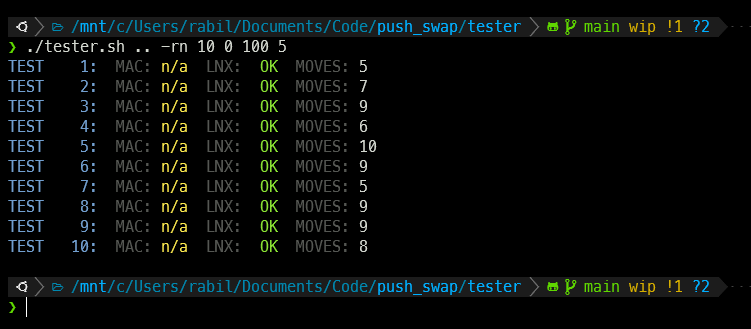 /mnt/c/Users/rabil/Documents/Code/push_swap/tester main wip !1 ?2
❯ ./tester.sh .. -rn 10 0 100 5
TEST 1: MAC: n/a LNX: OK MOVES: 5
TEST 2: MAC: n/a LNX: OK MOVES: 7
TEST 3: MAC: n/a LNX: OK MOVES: 9
TEST 4: MAC: n/a LNX: OK MOVES: 6
TEST 5: MAC: n/a LNX: OK MOVES: 10
TEST 6: MAC: n/a LNX: OK MOVES: 9
TEST 7: MAC: n/a LNX: OK MOVES: 5
TEST 8: MAC: n/a LNX: OK MOVES: 9
TEST 9: MAC: n/a LNX: OK MOVES: 9
TEST 10: MAC: n/a LNX: OK MOVES: 8
/mnt/c/Users/rabil/Documents/Code/push_swap/tester main wip !1 ?2
❯